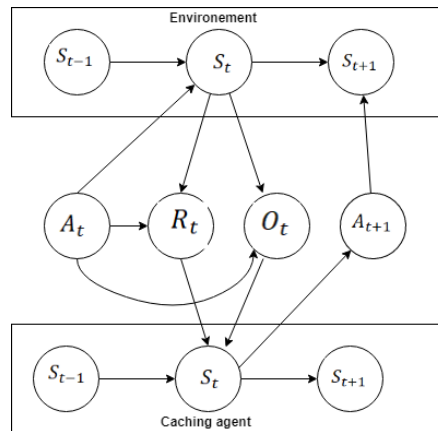 Environement
S_{t-1} S_t S_{t+1}
A_t R_t O_t A_{t+1}
S_{t-1} S_t S_{t+1}
Caching agent